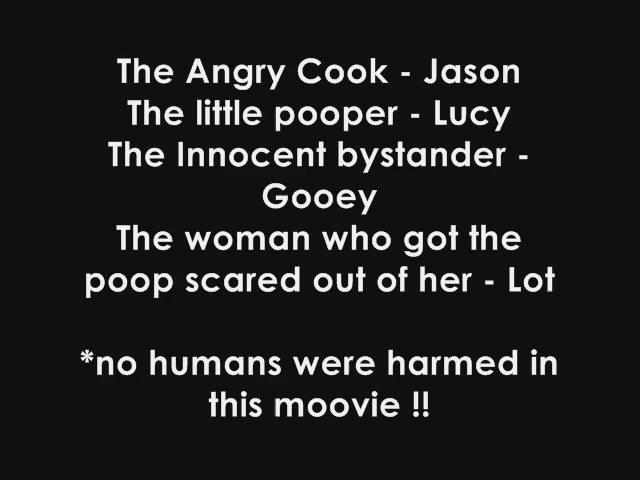 The Angry Cook - Jason
The little pooper - Lucy
The Innocent bystander -
Gooey
The woman who got the
poop scared out of her - Lot
*no humans were harmed in
this moovie !!